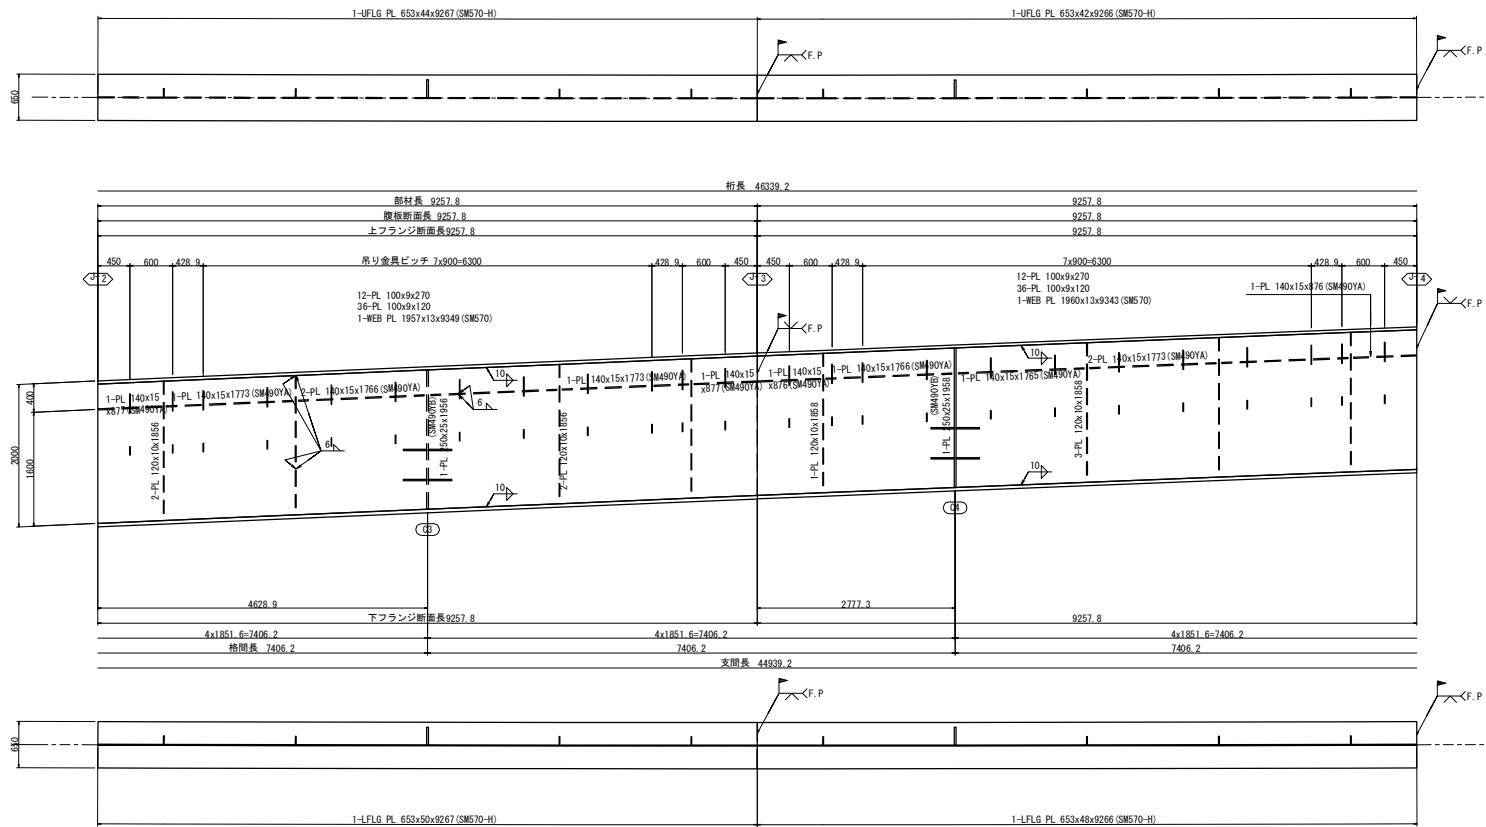 1-UFLG PL 653x44x9267(SM570-H)
1-UFLG PL 653x42x9266(SM570-H)
F.P
F.P
650
桁長 46339.2
部材長 9257.8
9257.8
腹板断面長 9257.8
9257.8
上フランジ断面長9257.8
9257.8
450
600
428.9
吊り金具ピッチ 7x900=6300
428.9
600
450
450
600
428.9
7x900=6300
428.9
600
450
J-2
J-3
J-4
12-PL 100x9x270
36-PL 100x9x120
1-WEB PL 1957x13x9349(SM570)
12-PL 100x9x270
36-PL 100x9x120
1-WEB PL 1960x13x9343(SM570)
1-PL 140x15x876(SM490YA)
F.P
F.P
10
10
1-PL 140x15
x877(SM490YA)
1-PL 140x15x1773(SM490YA)
2-PL 140x15x1766(SM490YA)
1-PL 140x15x1773(SM490YA)
1-PL 140x15
x877(SM490YA)
1-PL 140x15
x876(SM490YA)
1-PL 140x15x1766(SM490YA)
1-PL 140x15x1765(SM490YA)
2-PL 140x15x1773(SM490YA)
400
2000
1600
6
6
2-PL 120x10x1856
(SM490YB)
1-PL 250x25x1956
2-PL 120x10x1856
1-PL 120x10x1858
(SM490YB)
1-PL 250x25x1958
3-PL 120x10x1858
10
10
C3
C4
4628.9
2777.3
下フランジ断面長9257.8
9257.8
4x1851.6=7406.2
4x1851.6=7406.2
4x1851.6=7406.2
格間長 7406.2
7406.2
7406.2
支間長 44939.2
F.P
F.P
650
1-LFLG PL 653x50x9267(SM570-H)
1-LFLG PL 653x48x9266(SM570-H)